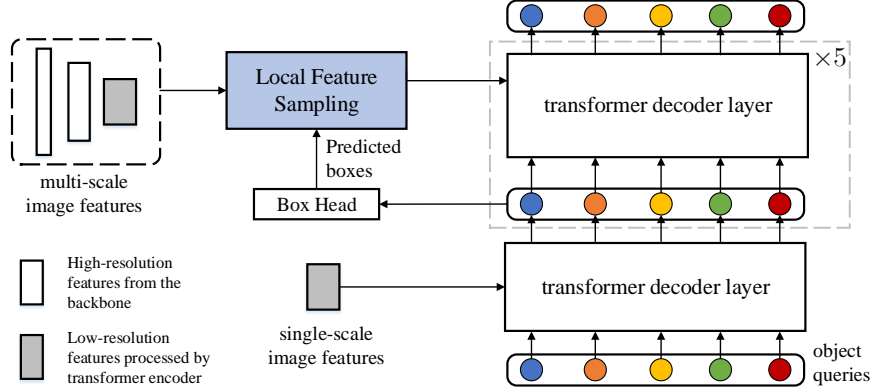 ×5
Local Feature
Sampling
transformer decoder layer
Predicted
boxes
multi-scale
image features
Box Head
High-resolution
features from the
backbone
transformer decoder layer
single-scale
image features
Low-resolution
features processed by
transformer encoder
object
queries